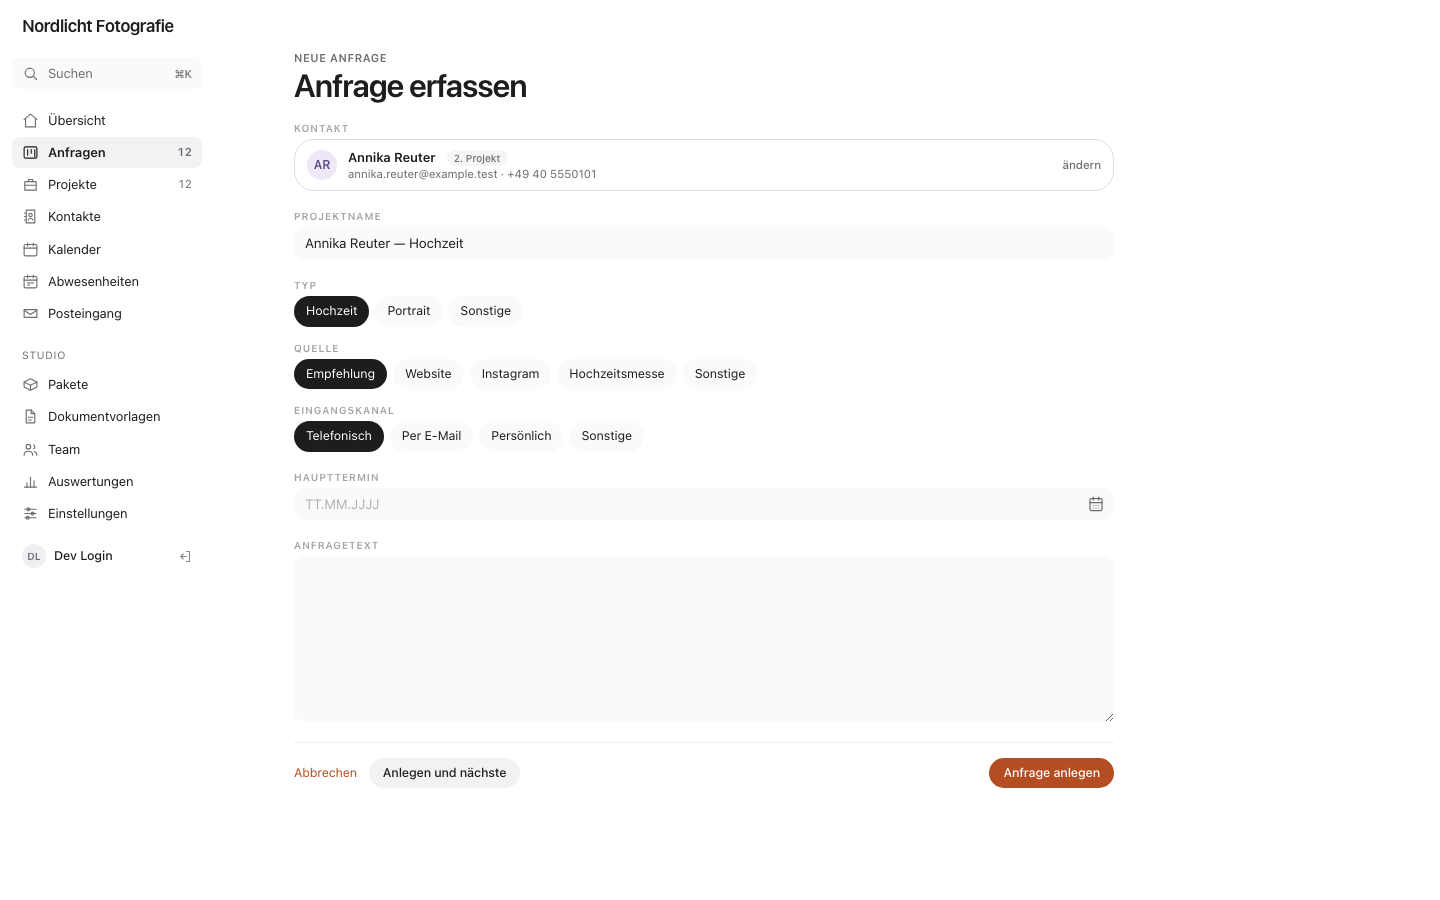 Nordlicht Fotografie
Suchen ⌘K
Übersicht
Anfragen 12
Projekte 12
Kontakte
Kalender
Abwesenheiten
Posteingang
STUDIO
Pakete
Dokumentvorlagen
Team
Auswertungen
Einstellungen
DL Dev Login
NEUE ANFRAGE
Anfrage erfassen
KONTAKT
AR Annika Reuter 2. Projekt
annika.reuter@example.test · +49 40 5550101
ändern
PROJEKTNAME
Annika Reuter — Hochzeit
TYP
Hochzeit Portrait Sonstige
QUELLE
Empfehlung Website Instagram Hochzeitsmesse Sonstige
EINGANGSKANAL
Telefonisch Per E-Mail Persönlich Sonstige
HAUPTTERMIN
TT.MM.JJJJ
ANFRAGETEXT
Abbrechen Anlegen und nächste Anfrage anlegen